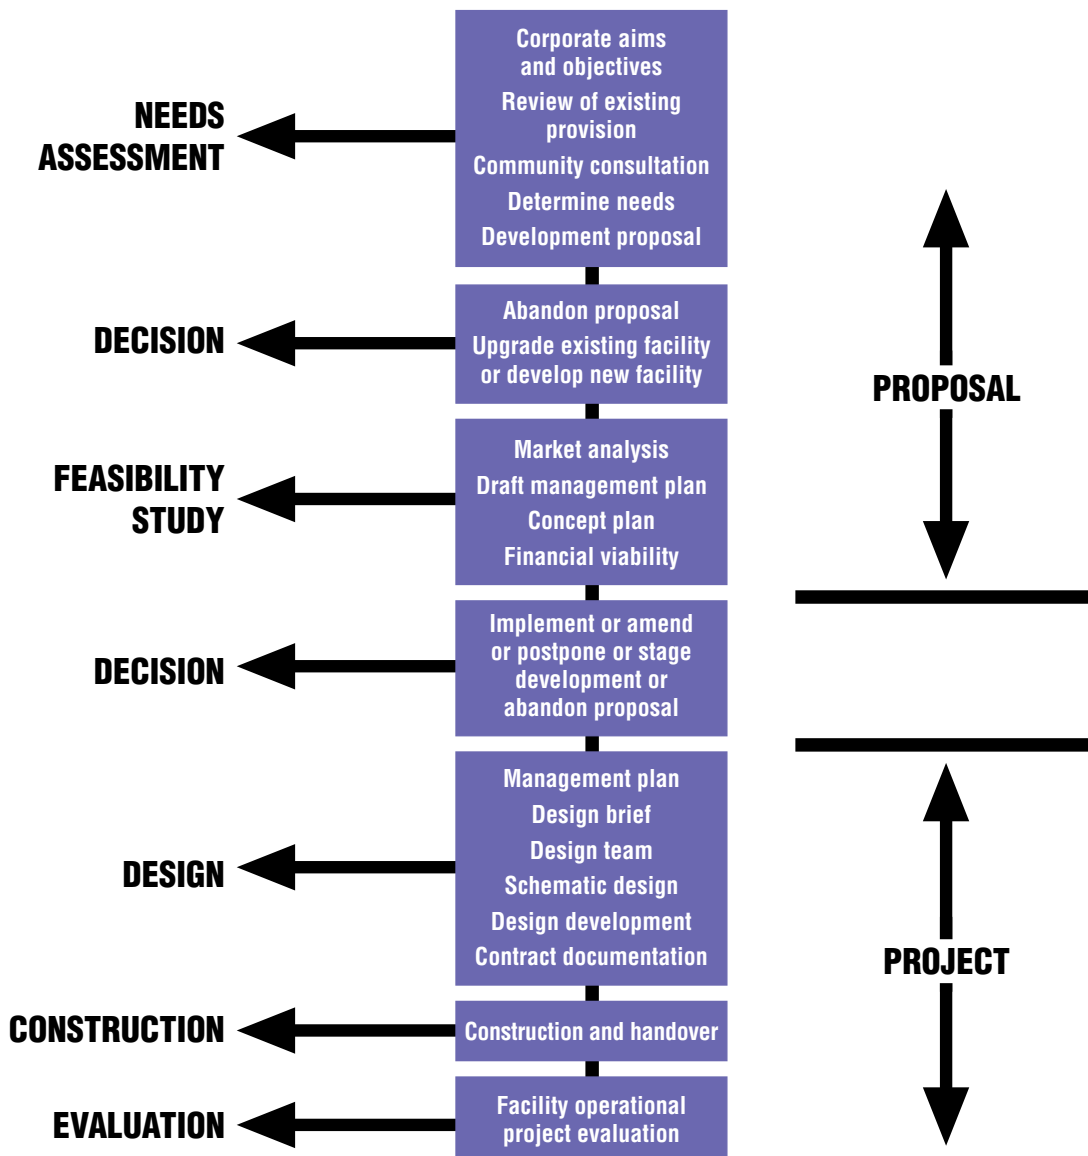 NEEDS
ASSESSMENT
Corporate aims
and objectives
Review of existing
provision
Community consultation
Determine needs
Development proposal
DECISION
Abandon proposal
Upgrade existing facility
or develop new facility
PROPOSAL
FEASIBILITY
STUDY
Market analysis
Draft management plan
Concept plan
Financial viability
DECISION
Implement or amend
or postpone or stage
development or
abandon proposal
DESIGN
Management plan
Design brief
Design team
Schematic design
Design development
Contract documentation
PROJECT
CONSTRUCTION
Construction and handover
EVALUATION
Facility operational
project evaluation